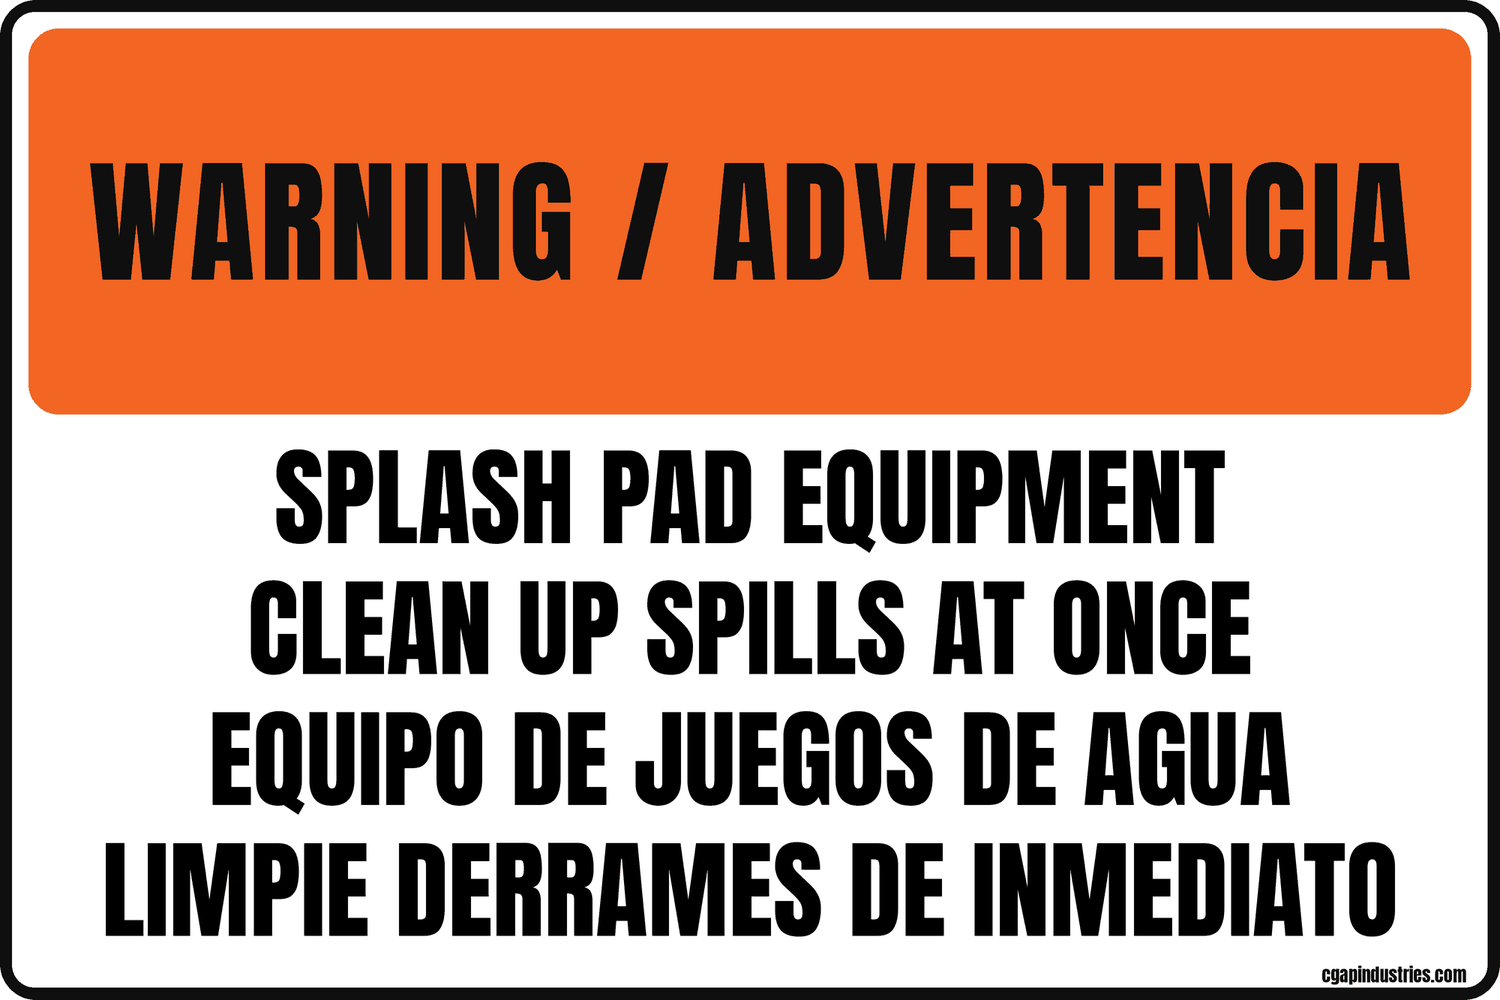 WARNING / ADVERTENCIA
SPLASH PAD EQUIPMENT
CLEAN UP SPILLS AT ONCE
EQUIPO DE JUEGOS DE AGUA
LIMPIE DERRAMES DE INMEDIATO
cgapindustries.com